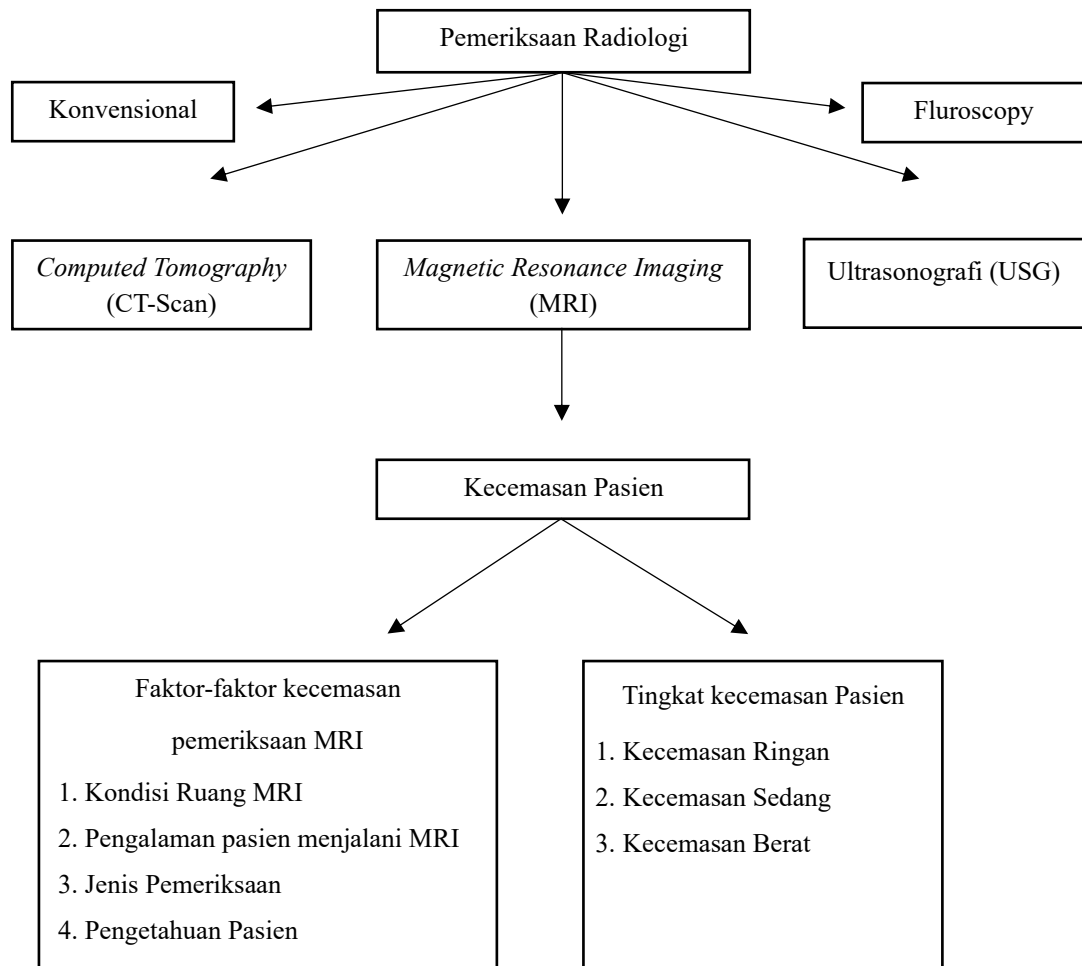 Pemeriksaan Radiologi
Konvensional
Fluroscopy
Computed Tomography
(CT-Scan)
Magnetic Resonance Imaging
(MRI)
Ultrasonografi (USG)
Kecemasan Pasien
Faktor-faktor kecemasan
pemeriksaan MRI
1. Kondisi Ruang MRI
2. Pengalaman pasien menjalani MRI
3. Jenis Pemeriksaan
4. Pengetahuan Pasien
Tingkat kecemasan Pasien
1. Kecemasan Ringan
2. Kecemasan Sedang
3. Kecemasan Berat